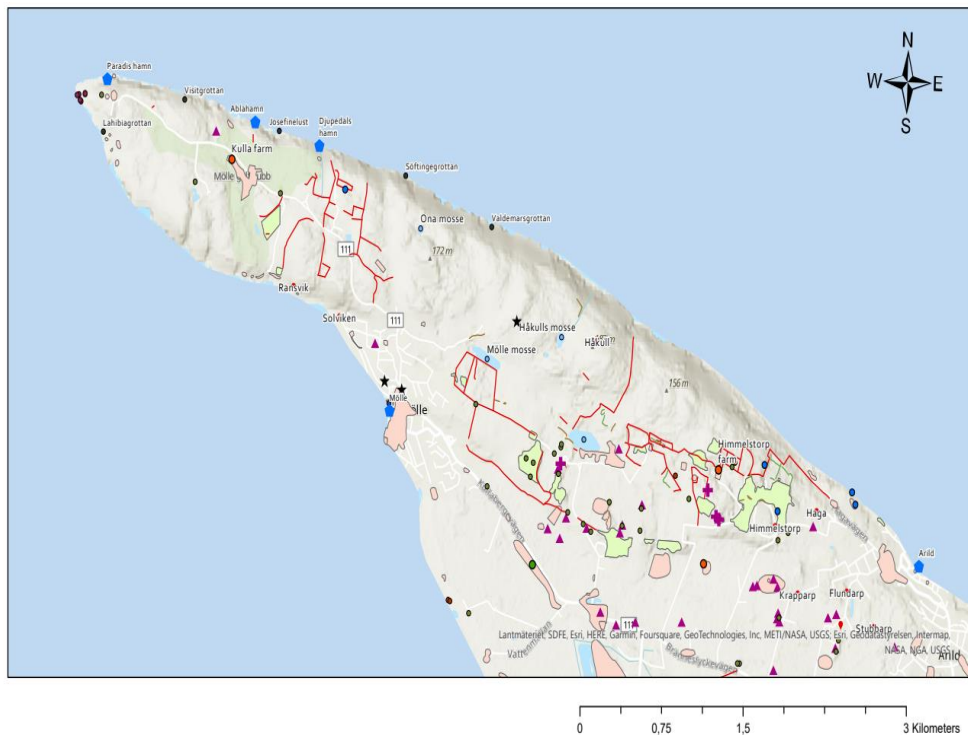 N
W E
S
Paradis hamn
Visitgrottan
Ablahamn
Josefinelust
Djupedals
hamn
Lahibiagrottan
Kulla farm
Mölle
Söftingegrottan
Ona mosse
Valdemarsgrottan
172 m
111
Ransvik
Solviken
111
Håkulls mosse
Håkull
Mölle mosse
156 m
Mölle
Himmelstorp
farm
Haga
Himmelstorp
Arild
Krapparp
Flundarp
111
Stubbarp
Lantmäteriet, SDFE, Esri, HERE, Garmin, Foursquare, GeoTechnologies, Inc, METI/NASA, USGS; Esri, Geodatastyrelsen, Intermap,
NASA, NGA, USGS
Arild
0 0,75 1,5 3 Kilometers